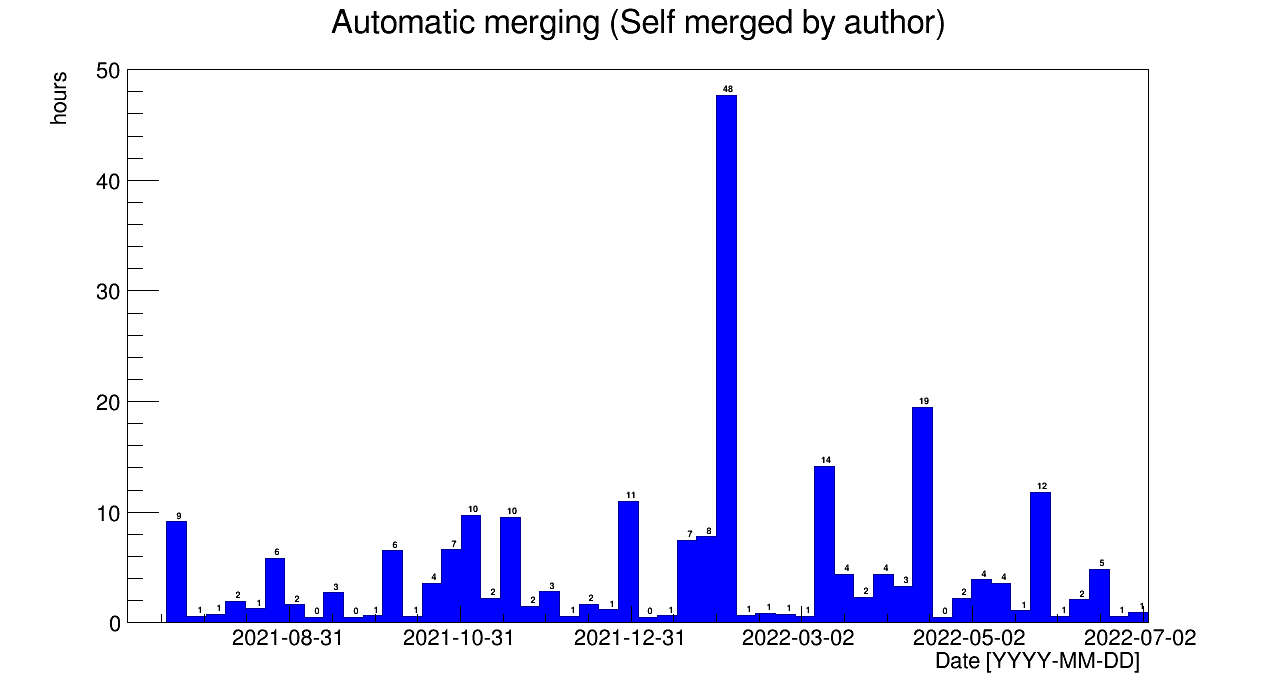 Automatic merging (Self merged by author)
hours
50
40
30
20
10
0
9 1 1 2 1 6 2 0 3 0 1 6 1 4 7 10 2 10 2 3 1 2 1 11 0 1 7 8 48 1 1 1 1 14 4 2 4 3 19 0 2 4 4 1 12 1 2 5 1 1
2021-08-31 2021-10-31 2021-12-31 2022-03-02 2022-05-02 2022-07-02
Date [YYYY-MM-DD]